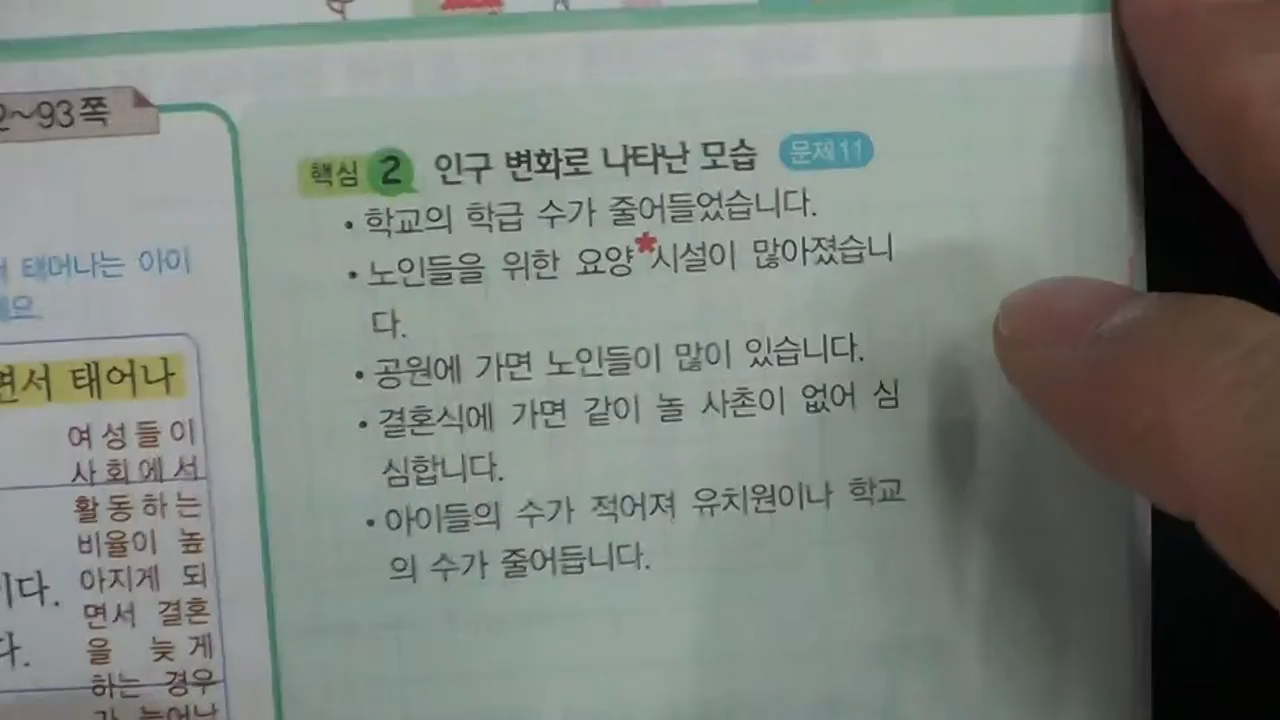 93쪽
태어나는 아이
면서 태어나
여성들이
사회에서
활동하는
비율이 높
아지게 되
면서 결혼
을 늦게
하는 경우
핵심 2 인구 변화로 나타난 모습 문제 11
• 학교의 학급 수가 줄어들었습니다.
• 노인들을 위한 요양*시설이 많아졌습니
다.
• 공원에 가면 노인들이 많이 있습니다.
• 결혼식에 가면 같이 놀 사촌이 없어 심
심합니다.
• 아이들의 수가 적어져 유치원이나 학교
의 수가 줄어듭니다.